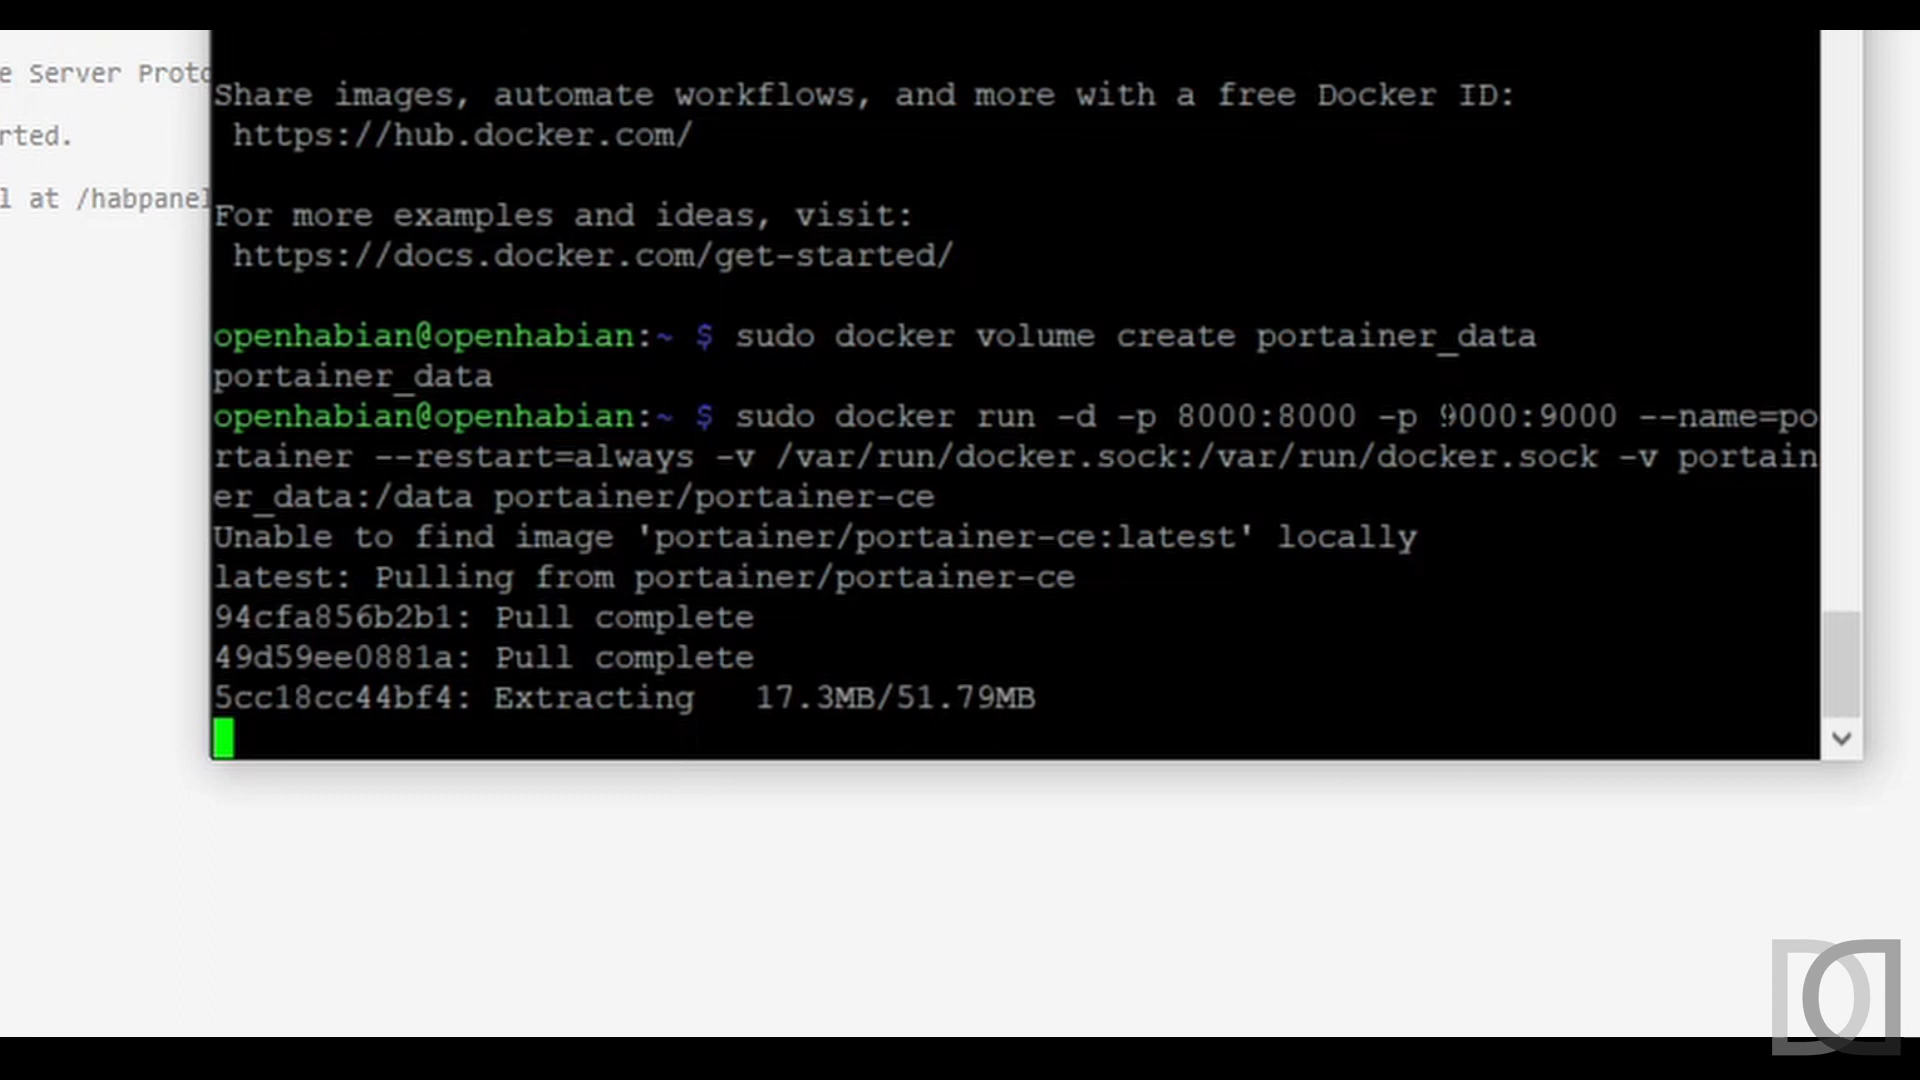 e Server Proto
rted.
l at /habpanel
Share images, automate workflows, and more with a free Docker ID:
https://hub.docker.com/
For more examples and ideas, visit:
https://docs.docker.com/get-started/
openhabian@openhabian:~ $ sudo docker volume create portainer_data
portainer_data
openhabian@openhabian:~ $ sudo docker run -d -p 8000:8000 -p 9000:9000 --name=po
rtainer --restart=always -v /var/run/docker.sock:/var/run/docker.sock -v portain
er_data:/data portainer/portainer-ce
Unable to find image 'portainer/portainer-ce:latest' locally
latest: Pulling from portainer/portainer-ce
94cfa856b2b1: Pull complete
49d59ee0881a: Pull complete
5cc18cc44bf4: Extracting   17.3MB/51.79MB